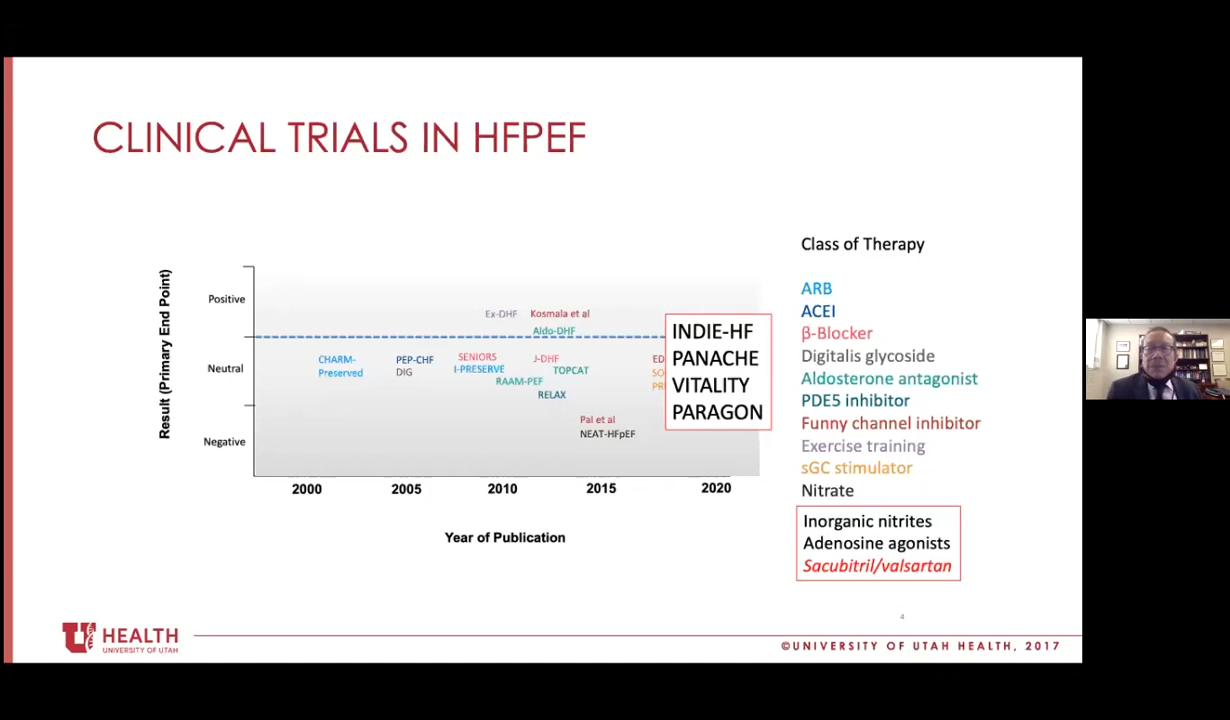 CLINICAL TRIALS IN HFPEF
Result (Primary End Point)
Positive
Neutral
Negative
Ex-DHF
Kosmala et al
Aldo-DHF
CHARM-
Preserved
PEP-CHF
DIG
SENIORS
I-PRESERVE
RAAM-PEF
J-DHF
TOPCAT
RELAX
Pal et al
NEAT-HFpEF
ED
SO
PR
INDIE-HF
PANACHE
VITALITY
PARAGON
2000
2005
2010
2015
2020
Year of Publication
Class of Therapy
ARB
ACEI
β-Blocker
Digitalis glycoside
Aldosterone antagonist
PDE5 inhibitor
Funny channel inhibitor
Exercise training
sGC stimulator
Nitrate
Inorganic nitrites
Adenosine agonists
Sacubitril/valsartan
4
U HEALTH
UNIVERSITY OF UTAH
©UNIVERSITY OF UTAH HEALTH, 2017